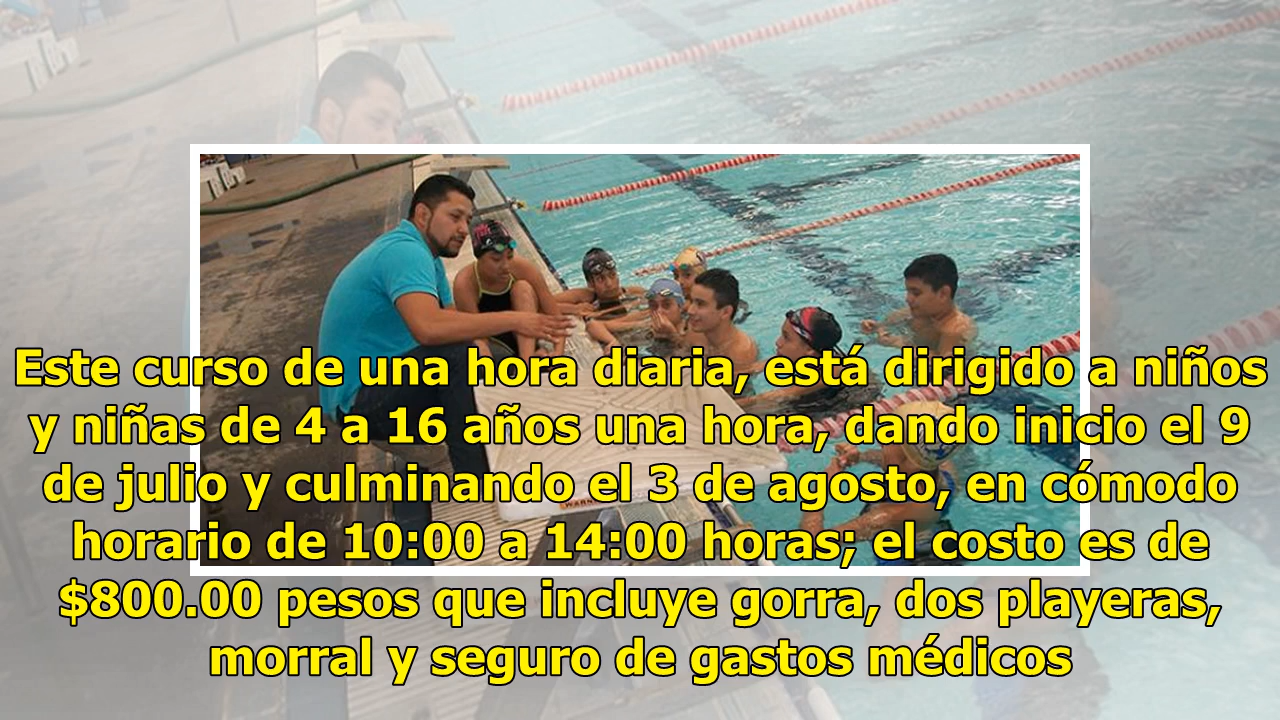 Este curso de una hora diaria, está dirigido a niños
y niñas de 4 a 16 años una hora, dando inicio el 9
de julio y culminando el 3 de agosto, en cómodo
horario de 10:00 a 14:00 horas; el costo es de
$800.00 pesos que incluye gorra, dos playeras,
morral y seguro de gastos médicos